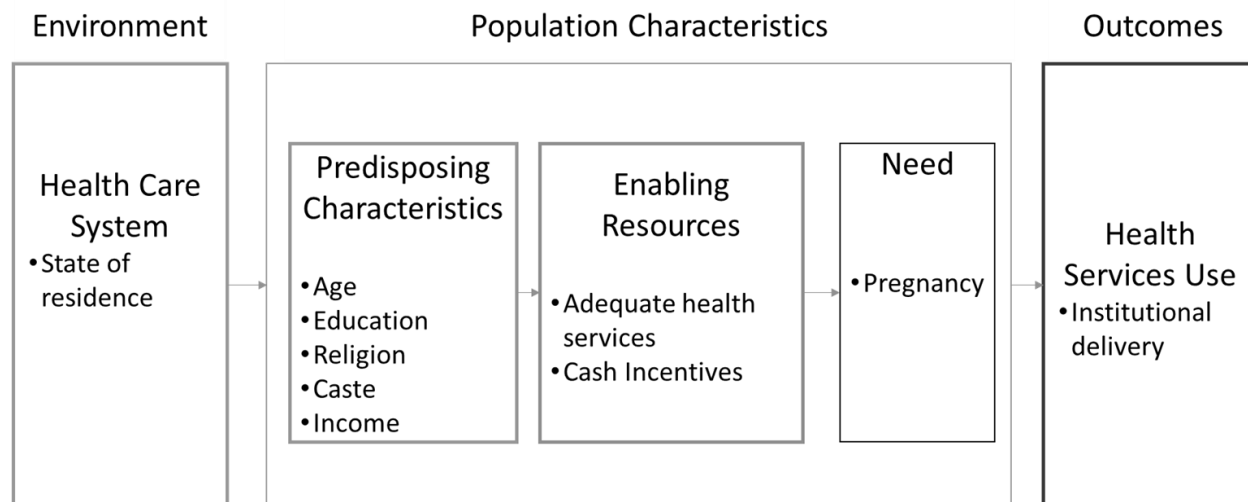 Environment
Population Characteristics
Outcomes
Health Care
System
•State of
residence
Predisposing
Characteristics
•Age
•Education
•Religion
•Caste
•Income
Enabling
Resources
•Adequate health
services
•Cash Incentives
Need
•Pregnancy
Health
Services Use
•Institutional
delivery